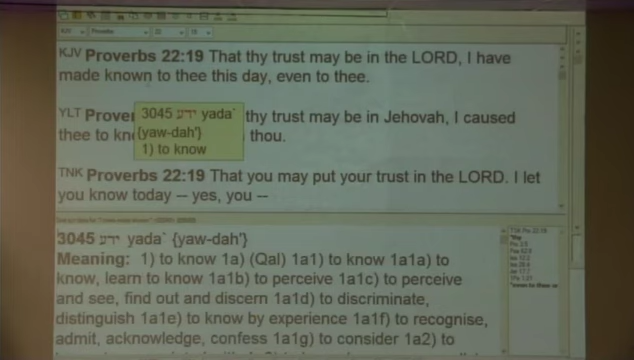 KJV Proverbs 22:19 That thy trust may be in the LORD, I have
made known to thee this day, even to thee.
YLT Prover thy trust may be in Jehovah, I caused
thee to kno thou.
3045 ידע yada`
{yaw-dah'}
1) to know
TNK Proverbs 22:19 That you may put your trust in the LORD. I let
you know today -- yes, you --
3045 ידע yada` {yaw-dah'}
Meaning: 1) to know 1a) (Qal) 1a1) to know 1a1a) to
know, learn to know 1a1b) to perceive 1a1c) to perceive
and see, find out and discern 1a1d) to discriminate,
distinguish 1a1e) to know by experience 1a1f) to recognise,
admit, acknowledge, confess 1a1g) to consider 1a2) to